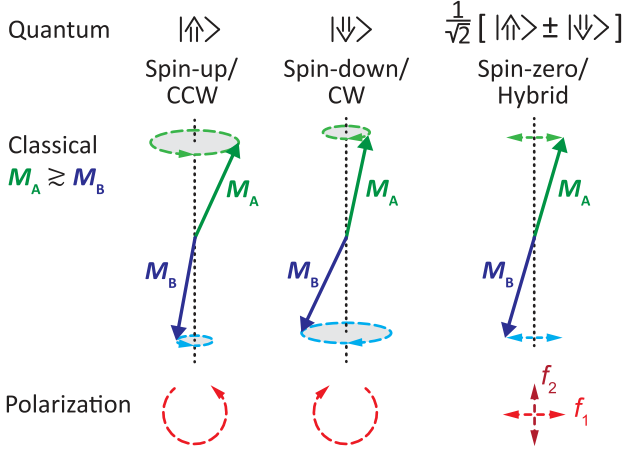 Quantum |⇑> |⇓> 1/√2 [ |⇑> ± |⇓> ]
Spin-up/ Spin-down/ Spin-zero/
CCW CW Hybrid
Classical
M_A ≳ M_B
M_A M_A M_A
M_B M_B M_B
Polarization
f_2
f_1